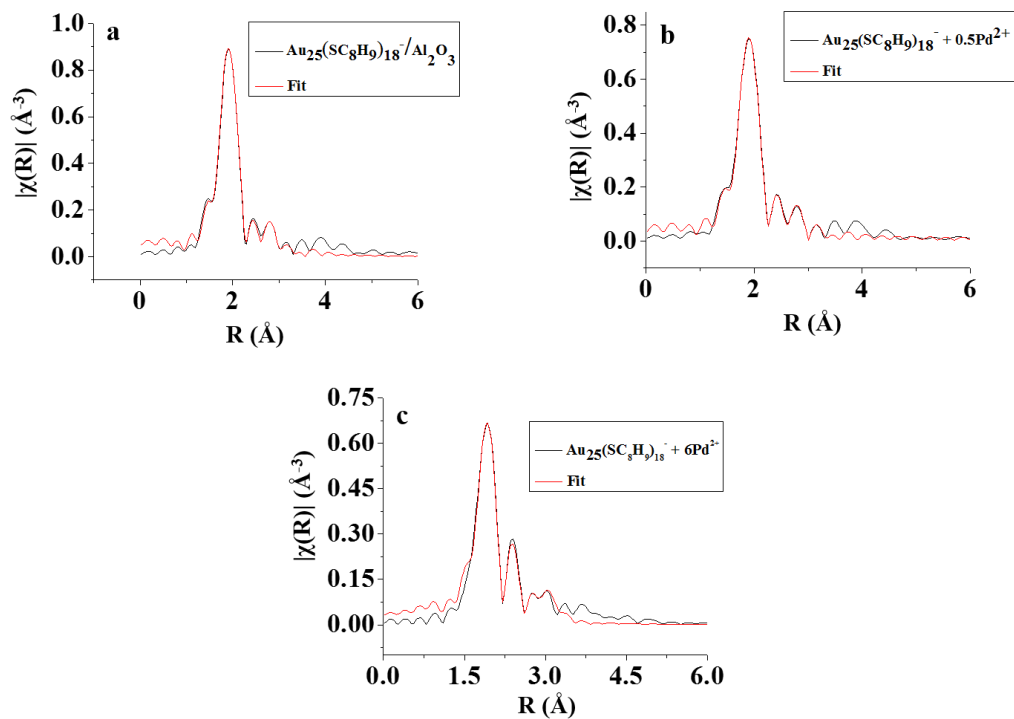 a
Au₂₅(SC₈H₉)₁₈⁻/Al₂O₃
Fit
|χ(R)| (Å⁻³)
1.0
0.8
0.6
0.4
0.2
0.0
0 2 4 6
R (Å)
b
Au₂₅(SC₈H₉)₁₈⁻ + 0.5Pd²⁺
Fit
|χ(R)| (Å⁻³)
0.8
0.6
0.4
0.2
0.0
0 2 4 6
R (Å)
c
Au₂₅(SC₈H₉)₁₈⁻ + 6Pd²⁺
Fit
|χ(R)| (Å⁻³)
0.75
0.60
0.45
0.30
0.15
0.00
0.0 1.5 3.0 4.5 6.0
R (Å)